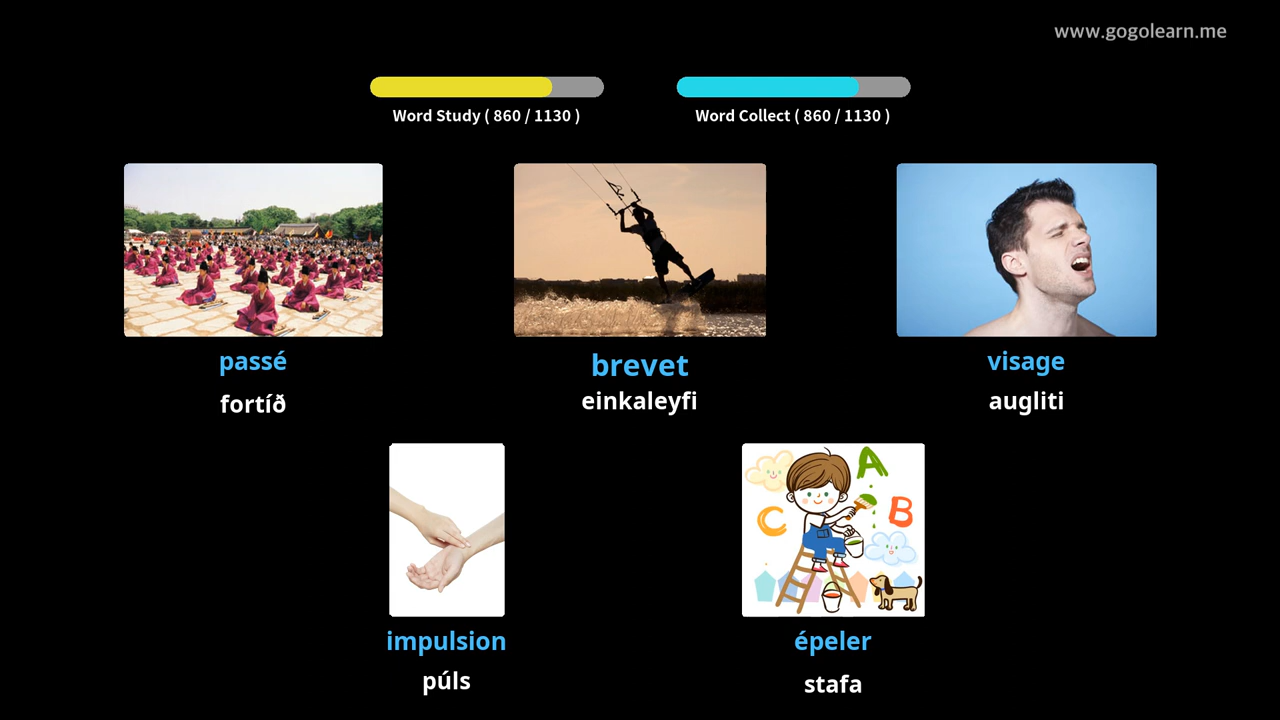 www.gogolearn.me
Word Study ( 860 / 1130 )
Word Collect ( 860 / 1130 )
passé
fortíð
brevet
einkaleyfi
visage
augliti
A
C
B
impulsion
púls
épeler
stafa